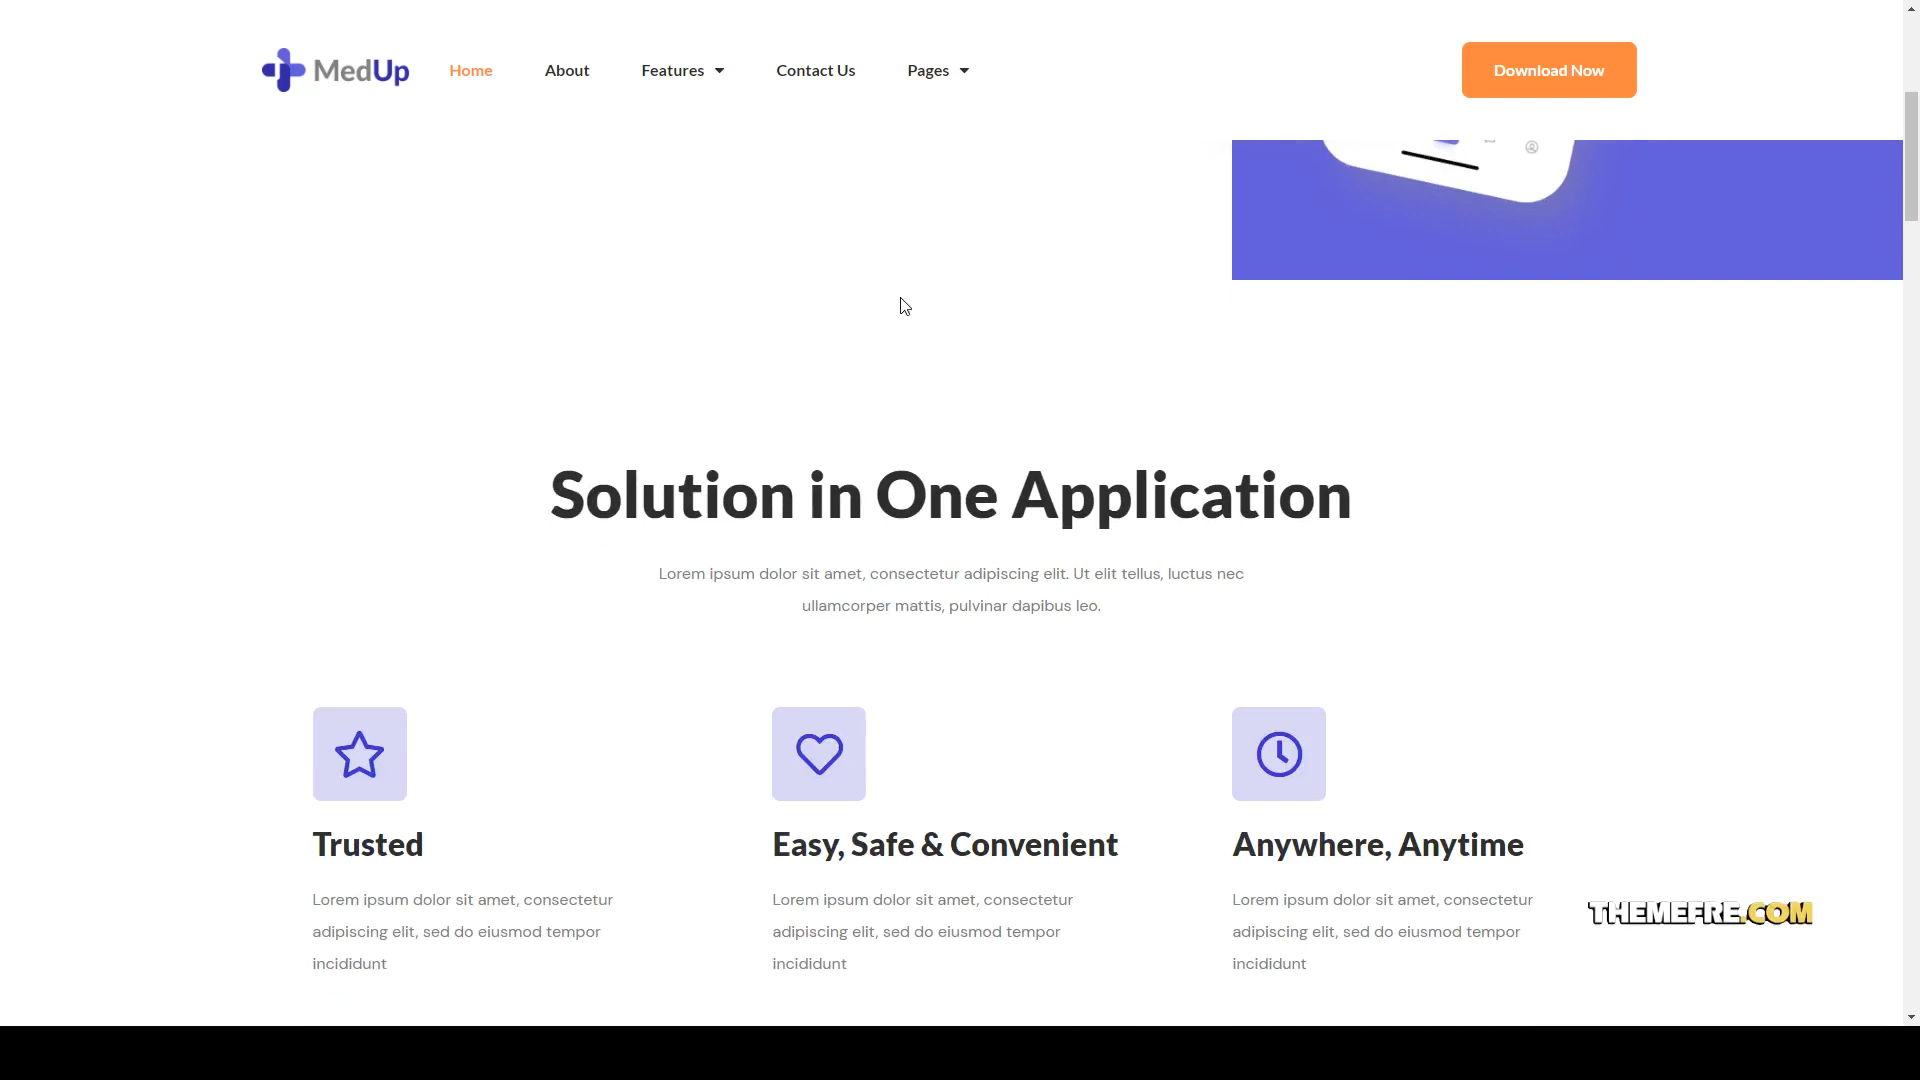 MedUp
Home
About
Features
Contact Us
Pages
Download Now
Solution in One Application
Lorem ipsum dolor sit amet, consectetur adipiscing elit. Ut elit tellus, luctus nec
ullamcorper mattis, pulvinar dapibus leo.
Trusted
Lorem ipsum dolor sit amet, consectetur
adipiscing elit, sed do eiusmod tempor
incididunt
Easy, Safe & Convenient
Lorem ipsum dolor sit amet, consectetur
adipiscing elit, sed do eiusmod tempor
incididunt
Anywhere, Anytime
Lorem ipsum dolor sit amet, consectetur
adipiscing elit, sed do eiusmod tempor
incididunt
THEMEFRE.COM